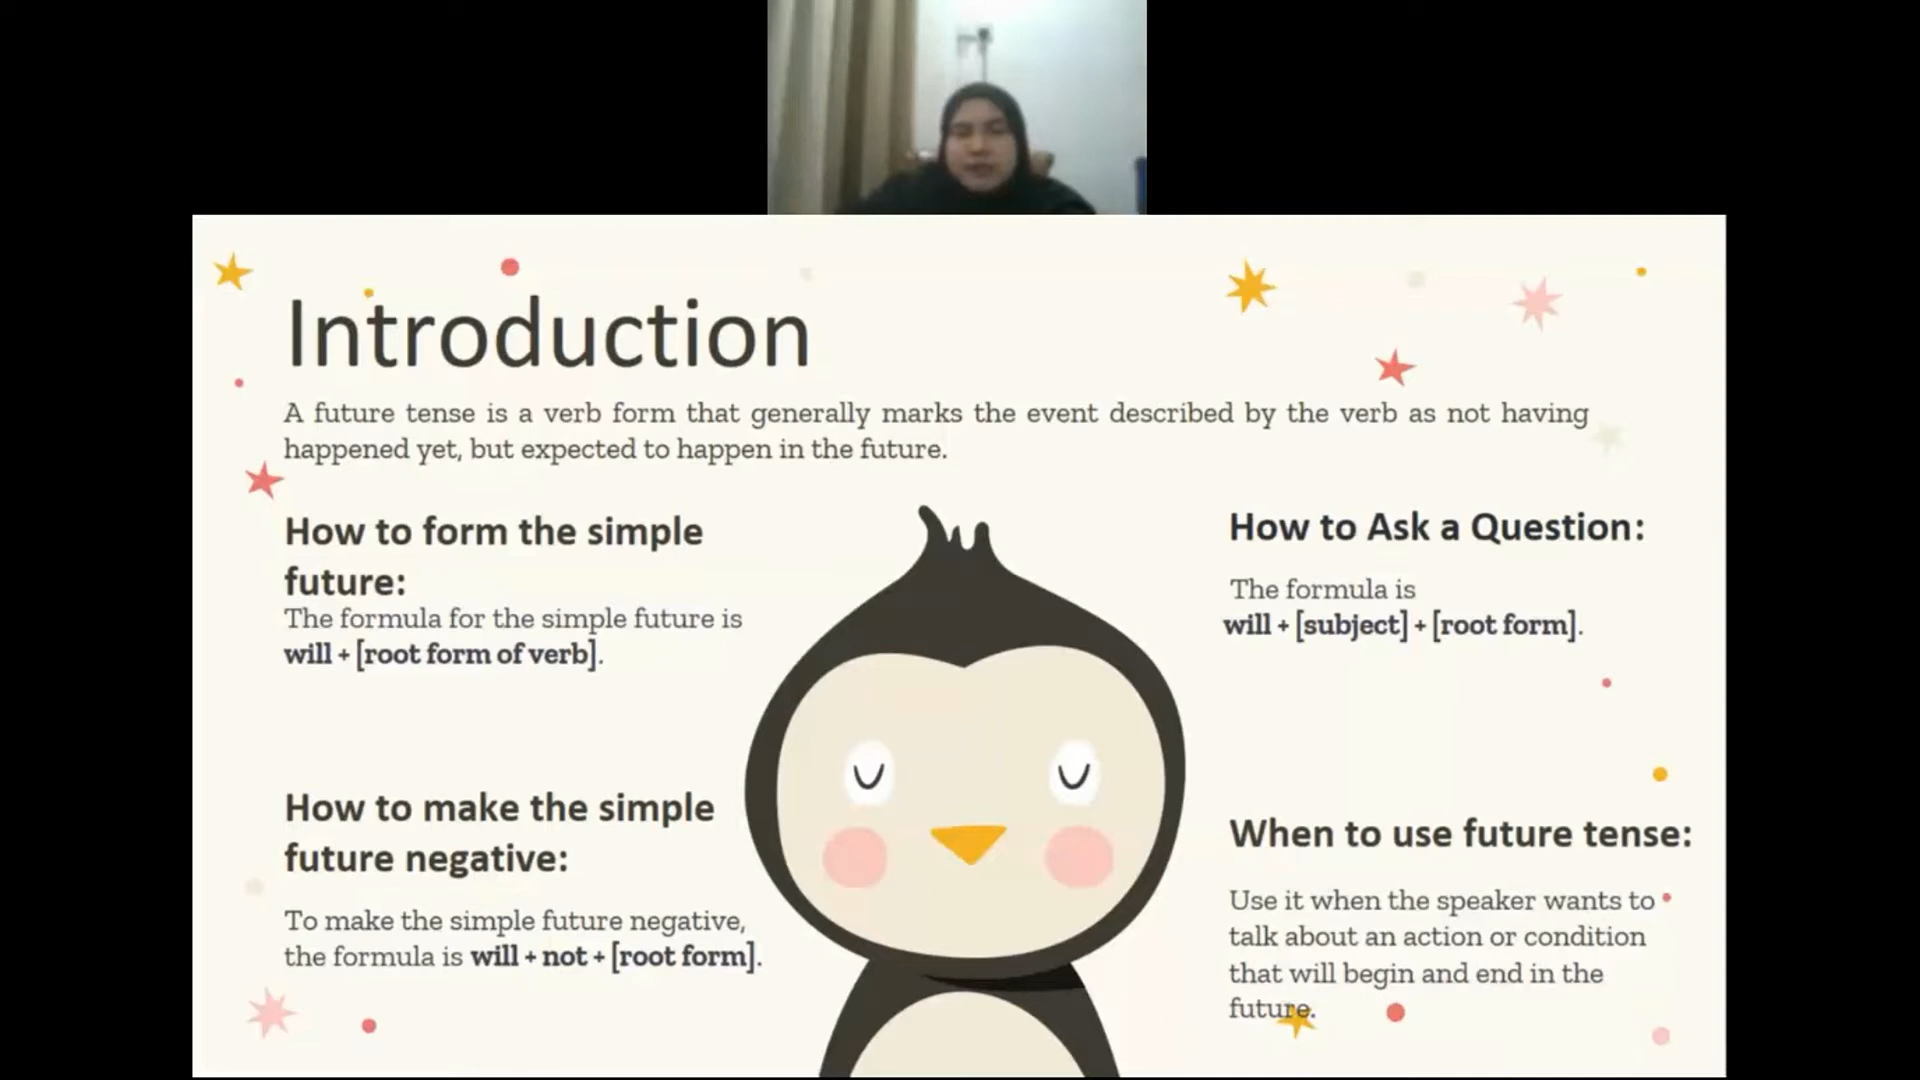 Introduction
A future tense is a verb form that generally marks the event described by the verb as not having
happened yet, but expected to happen in the future.
How to form the simple
future:
The formula for the simple future is
will + [root form of verb].
How to make the simple
future negative:
To make the simple future negative,
the formula is will + not + [root form].
How to Ask a Question:
The formula is
will + [subject] + [root form].
When to use future tense:
Use it when the speaker wants to
talk about an action or condition
that will begin and end in the
future.